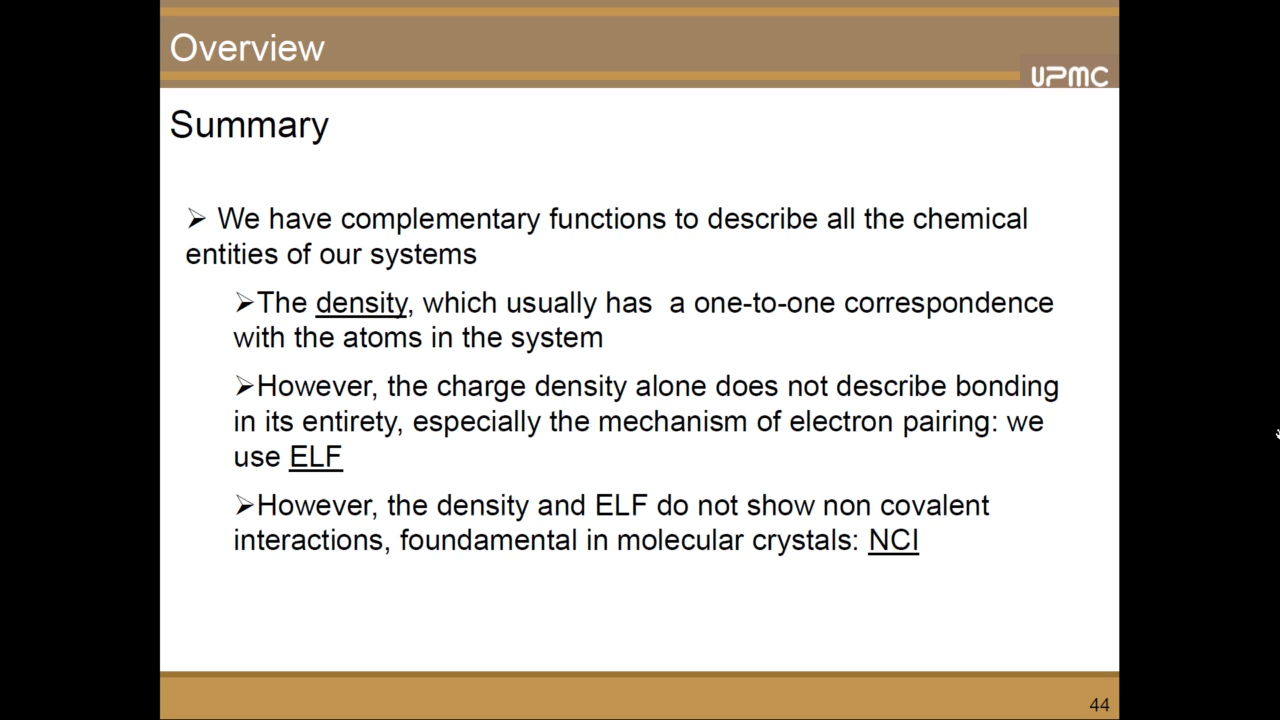 Overview
UPMC
Summary
➢ We have complementary functions to describe all the chemical
entities of our systems
➢The density, which usually has a one-to-one correspondence
with the atoms in the system
➢However, the charge density alone does not describe bonding
in its entirety, especially the mechanism of electron pairing: we
use ELF
➢However, the density and ELF do not show non covalent
interactions, foundamental in molecular crystals: NCI
44